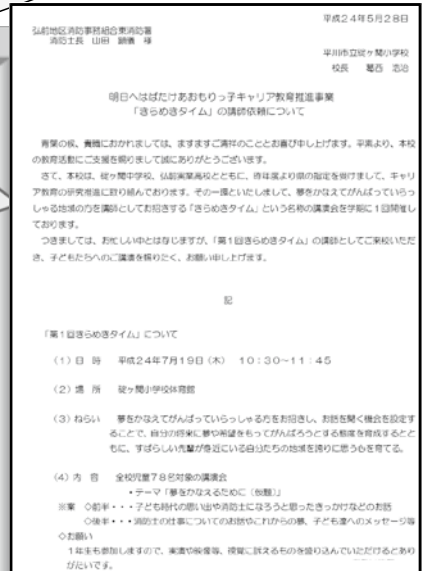 平成24年5月28日
弘前地区消防事務組合東消防署
消防士長 山田 様
平川市立碇ヶ関小学校
校長 葛西
明日へはばたけあおもりっ子キャリア教育推進事業
「きらめきタイム」の講師依頼について
青葉の候、貴職におかれましては、ますますご清祥のこととお喜び申し上げます。平素より、本校
の教育活動にご支援を賜りまして誠にありがとうございます。
さて、本校は、碇ヶ関中学校、弘前実業高校とともに、昨年度より県の指定を受けまして、キャリ
ア教育の研究推進に取り組んでおります。その一環といたしまして、夢をかなえてがんばっていらっ
しゃる地域の方を講師としてお招きする「きらめきタイム」という名称の講演会を学期に1回開催し
ております。
つきましては、お忙しい中とは存じますが、「第1回きらめきタイム」の講師としてご来校いただ
き、子どもたちへのご講演を賜りたく、お願い申し上げます。
記
「第1回きらめきタイム」について
(1)日 時 平成24年7月19日(木) 10:30~11:45
(2)場 所 碇ヶ関小学校体育館
(3)ねらい 夢をかなえてがんばっていらっしゃる方をお招きし、お話を聞く機会を設定す
ることで、自分の将来に夢や希望をもってがんばろうとする態度を育成するとと
もに、すばらしい先輩が身近にいる自分たちの地域を誇りに思う心を育てる。
(4)内 容 全校児童78名対象の講演会
・テーマ「夢をかなえるために(仮題)」
※案 ◇前半・・・子ども時代の思い出や消防士になろうと思ったきっかけなどのお話
◇後半・・・消防士の仕事についてのお話やこれからの夢、子ども達へのメッセージ等
◇お願い
1年生も参加しますので、実演や映像等、視覚に訴えるものを盛り込んでいただけるとあり
がたいです。